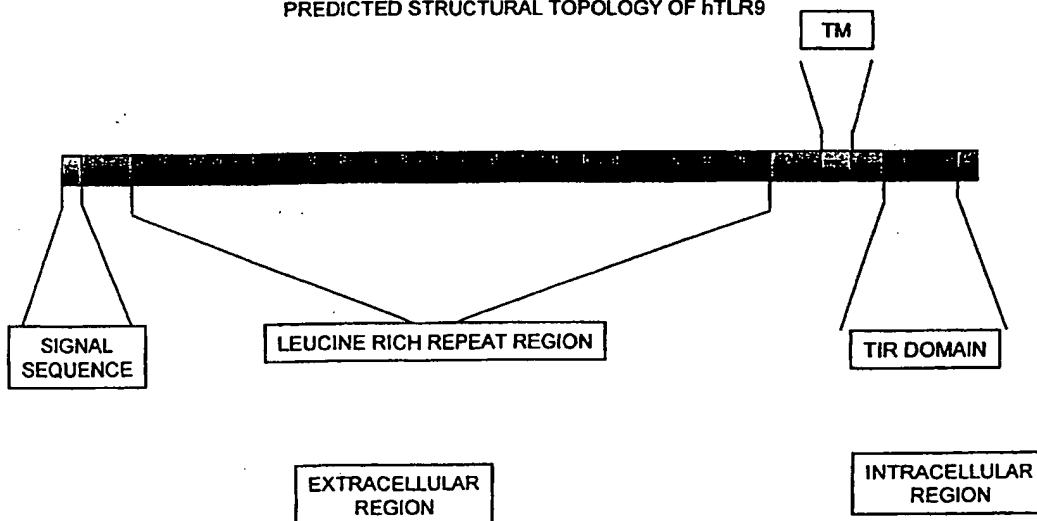 PREDICTED STRUCTURAL TOPOLOGY OF hTLR9
TM
SIGNAL
SEQUENCE
LEUCINE RICH REPEAT REGION
TIR DOMAIN
EXTRACELLULAR
REGION
INTRACELLULAR
REGION